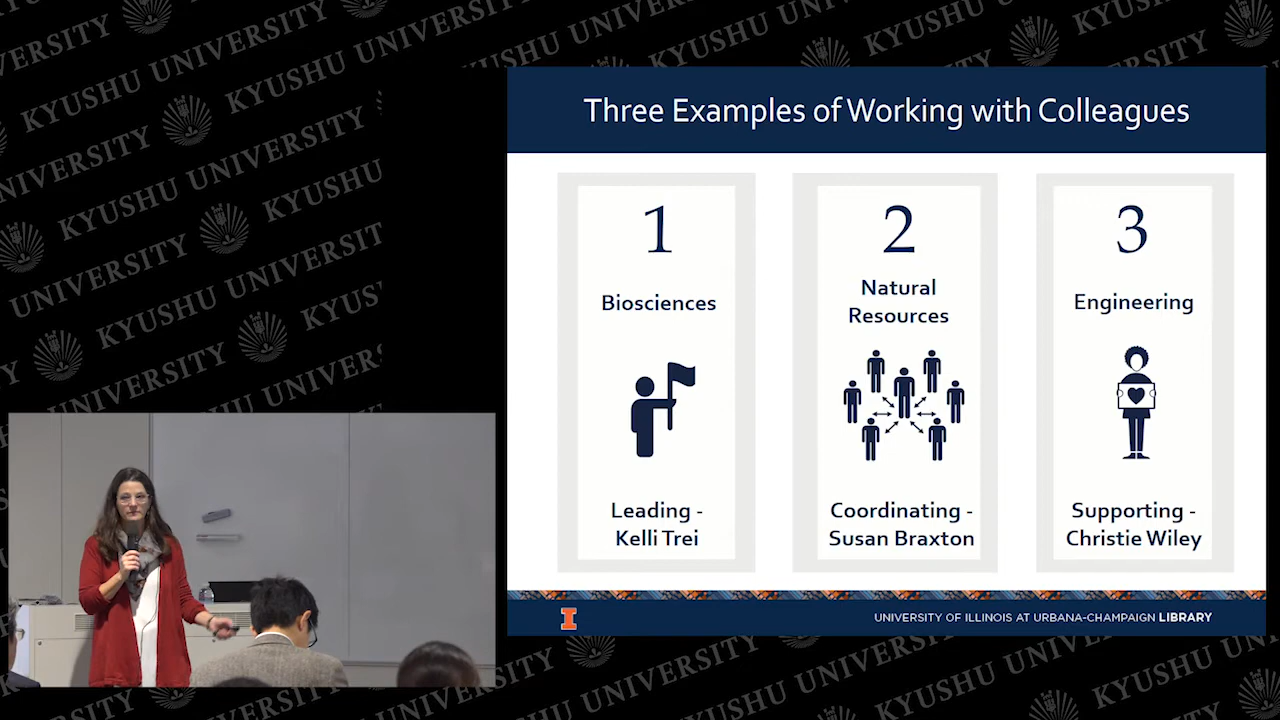 Three Examples of Working with Colleagues
1
Biosciences
Leading -
Kelli Trei
2
Natural
Resources
Coordinating -
Susan Braxton
3
Engineering
Supporting -
Christie Wiley
I
UNIVERSITY OF ILLINOIS AT URBANA-CHAMPAIGN LIBRARY
KYUSHU UNIVERSITY